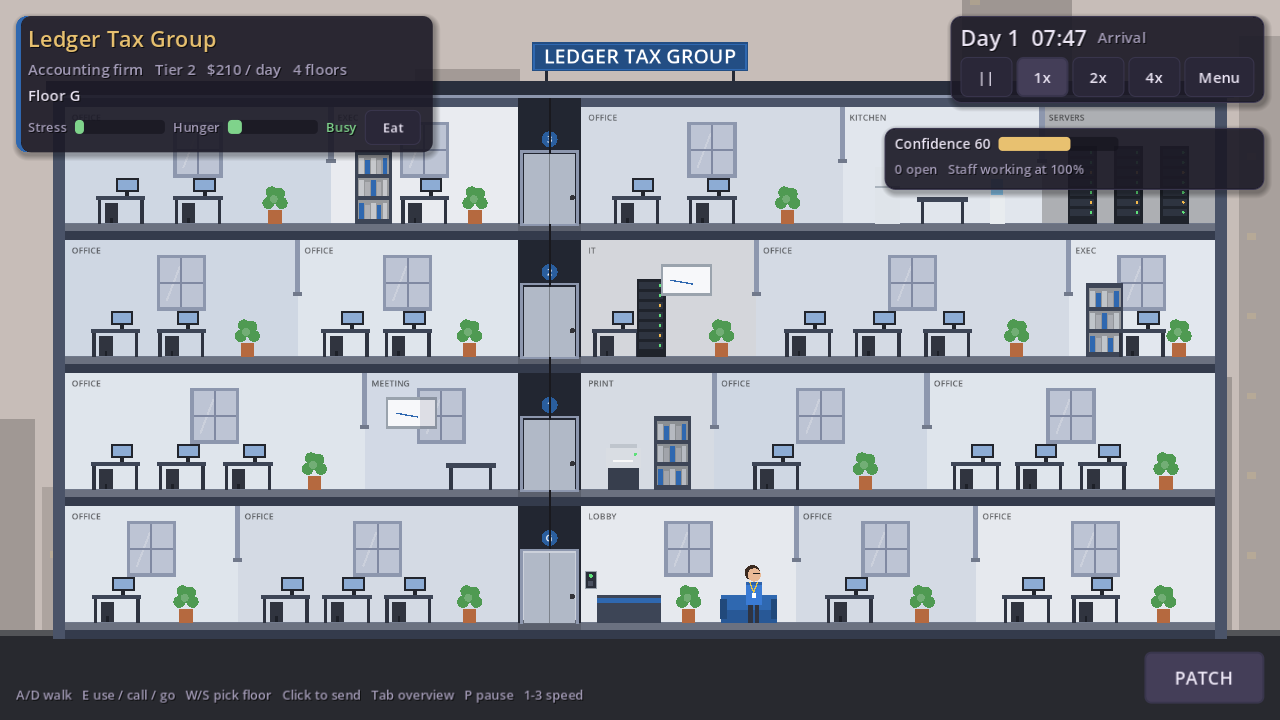 Ledger Tax Group
Accounting firm Tier 2 $210 / day 4 floors
Floor G
Stress Hunger Busy Eat
LEDGER TAX GROUP
Day 1 07:47 Arrival
|| 1x 2x 4x Menu
Confidence 60
0 open Staff working at 100%
OFFICE KITCHEN SERVERS
3
OFFICE OFFICE IT OFFICE EXEC
2
OFFICE MEETING PRINT OFFICE OFFICE
OFFICE OFFICE LOBBY OFFICE OFFICE
G
PATCH
A/D walk E use / call / go W/S pick floor Click to send Tab overview P pause 1-3 speed